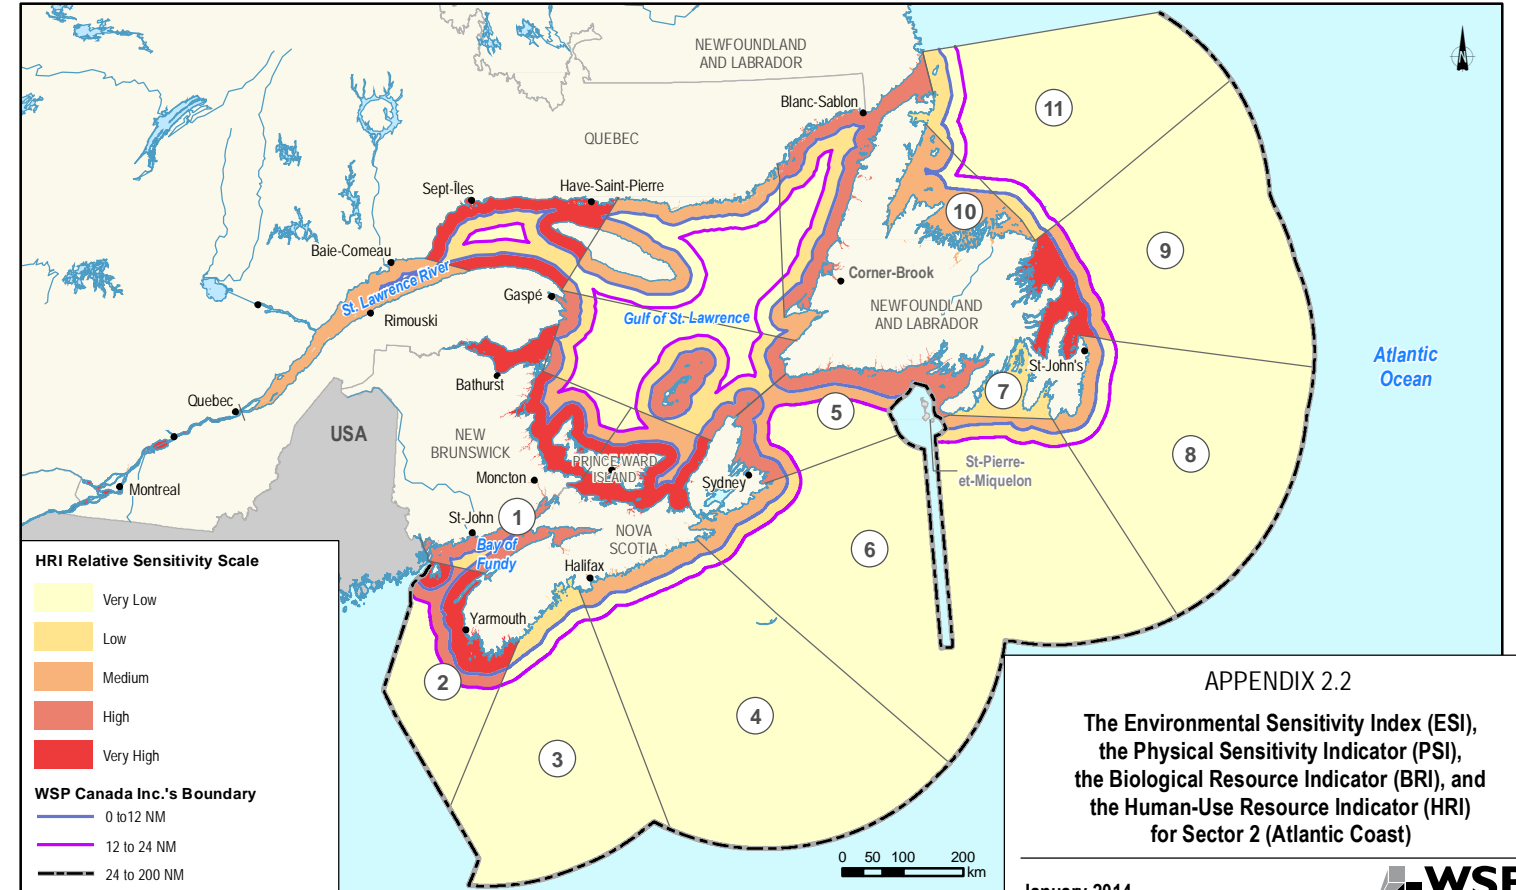 NEWFOUNDLAND
AND LABRADOR
Blanc-Sablon
11
QUEBEC
Sept-Îles
Have-Saint-Pierre
10
Baie-Comeau
9
St. Lawrence River
Corner-Brook
Gaspé
NEWFOUNDLAND
AND LABRADOR
Rimouski
Gulf of St. Lawrence
Atlantic
Ocean
St-John's
Bathurst
7
Quebec
5
USA
NEW
BRUNSWICK
8
PRINCE WARD
ISLAND
St-Pierre-
et-Miquelon
Moncton
Sydney
Montreal
St-John
1
NOVA
SCOTIA
6
Bay of
Fundy
Halifax
Yarmouth
2
4
3
HRI Relative Sensitivity Scale
Very Low
Low
Medium
High
Very High
WSP Canada Inc.'s Boundary
0 to12 NM
12 to 24 NM
24 to 200 NM
0 50 100 200
km
APPENDIX 2.2
The Environmental Sensitivity Index (ESI),
the Physical Sensitivity Indicator (PSI),
the Biological Resource Indicator (BRI), and
the Human-Use Resource Indicator (HRI)
for Sector 2 (Atlantic Coast)
January 2014
WSP